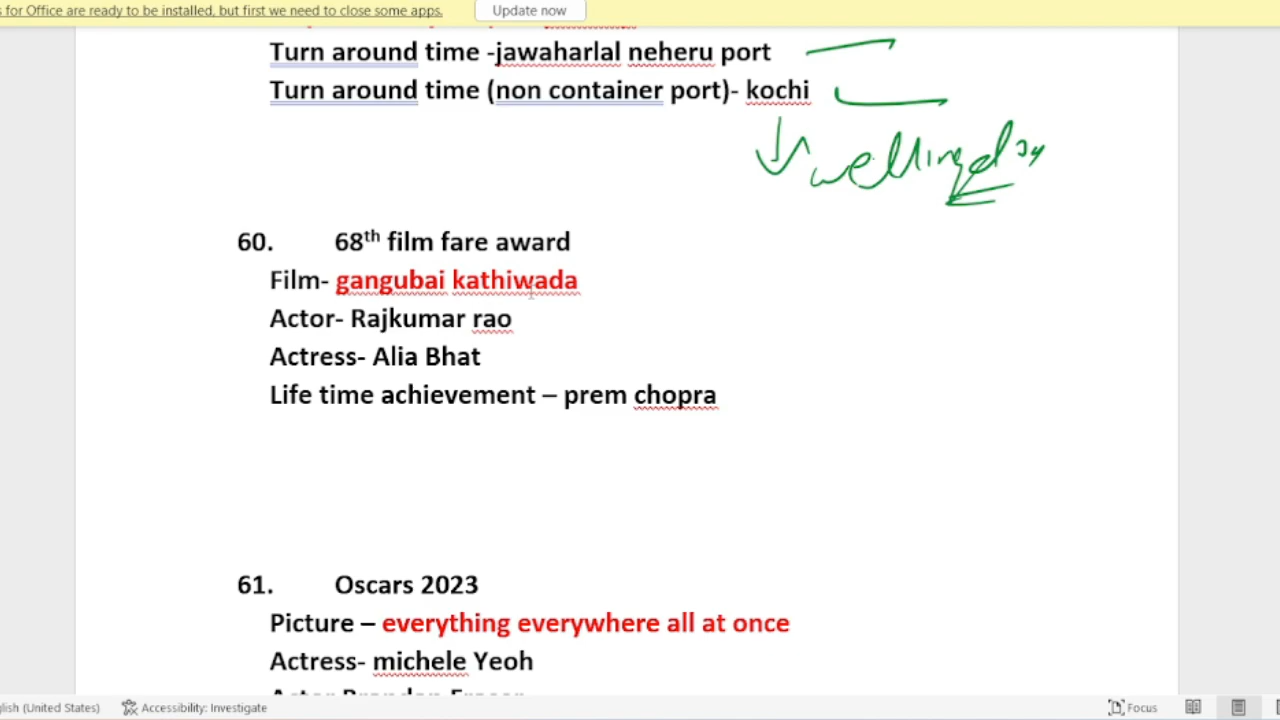 s for Office are ready to be installed, but first we need to close some apps. Update now
Turn around time -jawaharlal neheru port
Turn around time (non container port)- kochi
60. 68th film fare award
Film- gangubai kathiwada
Actor- Rajkumar rao
Actress- Alia Bhat
Life time achievement – prem chopra
61. Oscars 2023
Picture – everything everywhere all at once
Actress- michele Yeoh
glish (United States) Accessibility: Investigate Focus